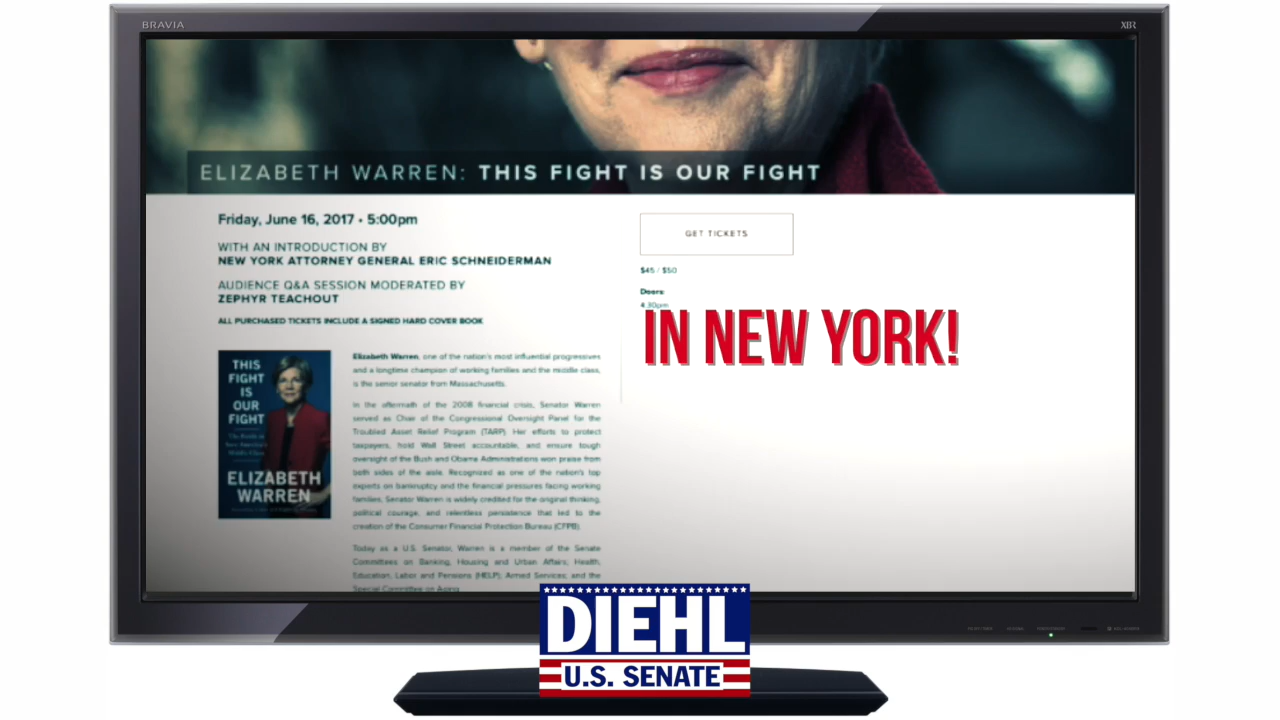 BRAVIA
XBR
ELIZABETH WARREN: THIS FIGHT IS OUR FIGHT
Friday, June 16, 2017 • 5:00pm
WITH AN INTRODUCTION BY
NEW YORK ATTORNEY GENERAL ERIC SCHNEIDERMAN
AUDIENCE Q&A SESSION MODERATED BY
ZEPHYR TEACHOUT
ALL PURCHASED TICKETS INCLUDE A SIGNED HARD COVER BOOK
THIS
FIGHT
IS
OUR
FIGHT
ELIZABETH
WARREN
Elizabeth Warren, one of the nation's most influential progressives
and a longtime champion of working families and the middle class,
is the senior senator from Massachusetts.
In the aftermath of the 2008 financial crisis, Senator Warren
served as Chair of the Congressional Oversight Panel for the
Troubled Asset Relief Program (TARP). Her efforts to protect
taxpayers, hold Wall Street accountable, and ensure tough
oversight of the Bush and Obama Administrations won praise from
both sides of the aisle. Recognized as one of the nation's top
experts on bankruptcy and the financial pressures facing working
families, Senator Warren is widely credited for the original thinking,
political courage, and relentless persistence that led to the
creation of the Consumer Financial Protection Bureau (CFPB).
Today as a U.S. Senator, Warren is a member of the Senate
Committees on Banking, Housing and Urban Affairs; Health,
Education, Labor and Pensions (HELP); Armed Services; and the
Special Committee on Aging
GET TICKETS
$45 / $50
Doors:
4:30pm
IN NEW YORK!
DIEHL
U.S. SENATE